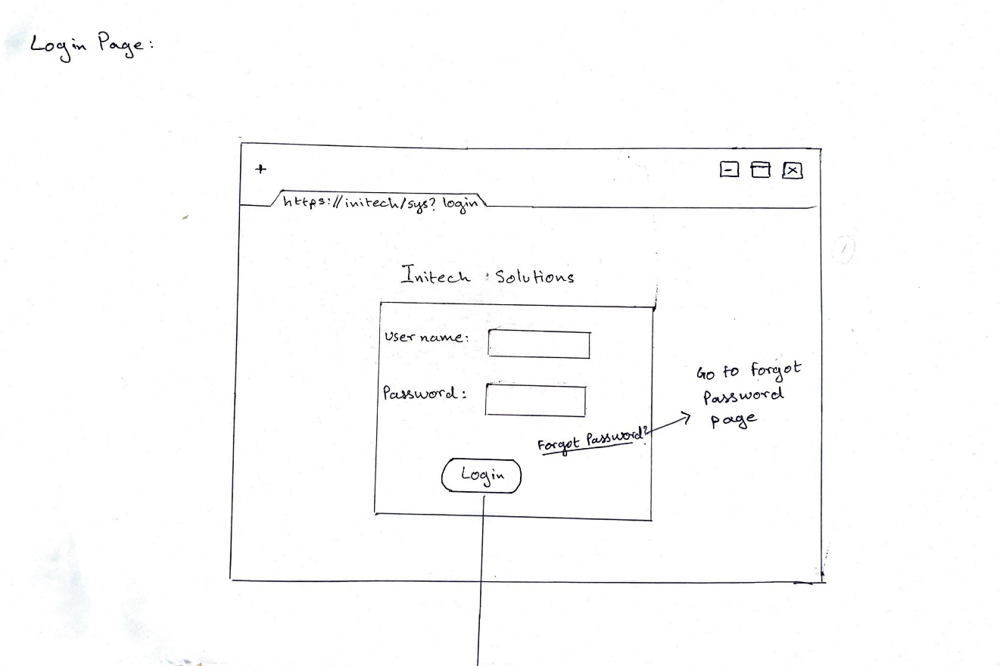 Login Page:
+
https://initech/sys? login
Initech Solutions
User name:
Password:
Forgot Password?
Go to Forgot
Password
page
Login